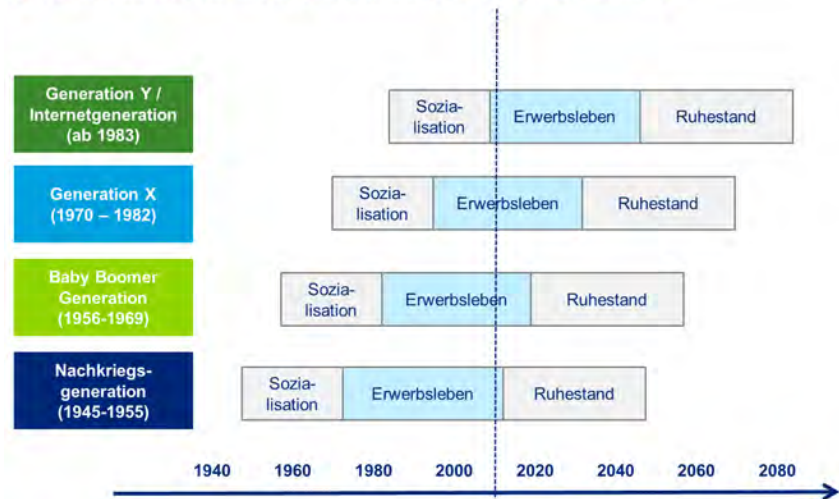 Generation Y /
Internetgeneration
(ab 1983)
Sozia-
lisation
Erwerbsleben
Ruhestand
Generation X
(1970 – 1982)
Sozia-
lisation
Erwerbsleben
Ruhestand
Baby Boomer
Generation
(1956-1969)
Sozia-
lisation
Erwerbsleben
Ruhestand
Nachkriegs-
generation
(1945-1955)
Sozia-
lisation
Erwerbsleben
Ruhestand
1940 1960 1980 2000 2020 2040 2060 2080